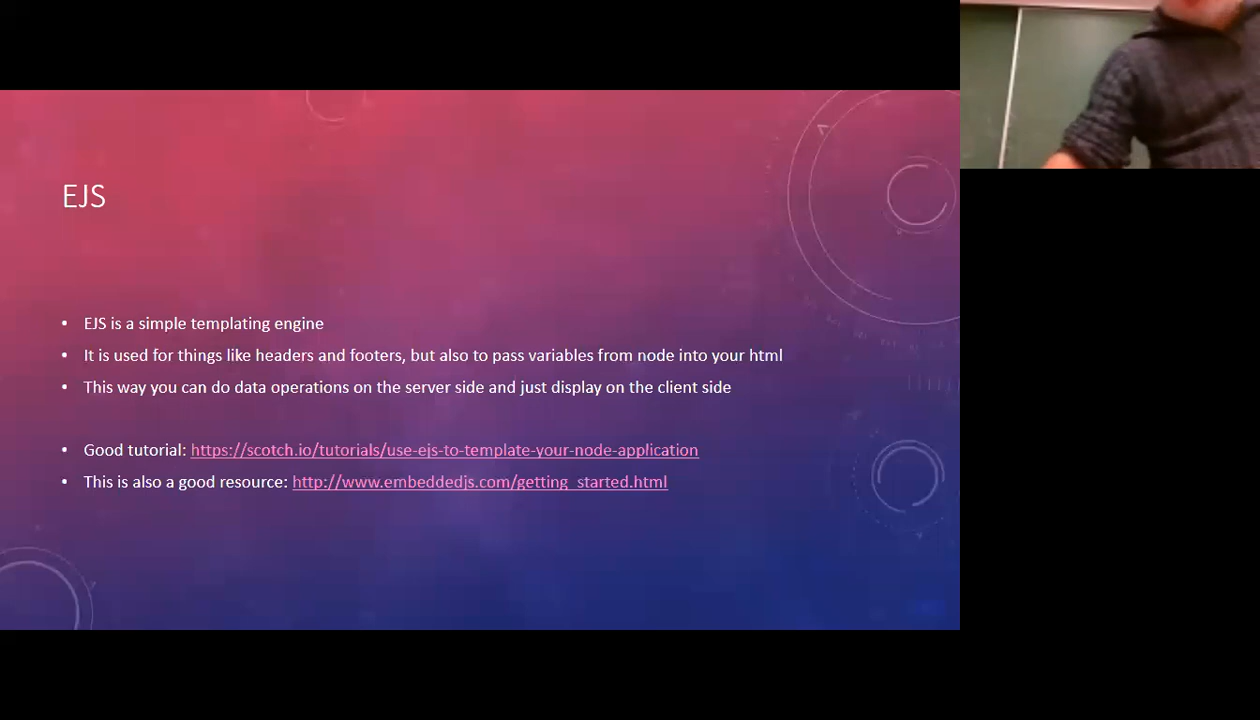 EJS
• EJS is a simple templating engine
• It is used for things like headers and footers, but also to pass variables from node into your html
• This way you can do data operations on the server side and just display on the client side
• Good tutorial: https://scotch.io/tutorials/use-ejs-to-template-your-node-application
• This is also a good resource: http://www.embeddedjs.com/getting_started.html